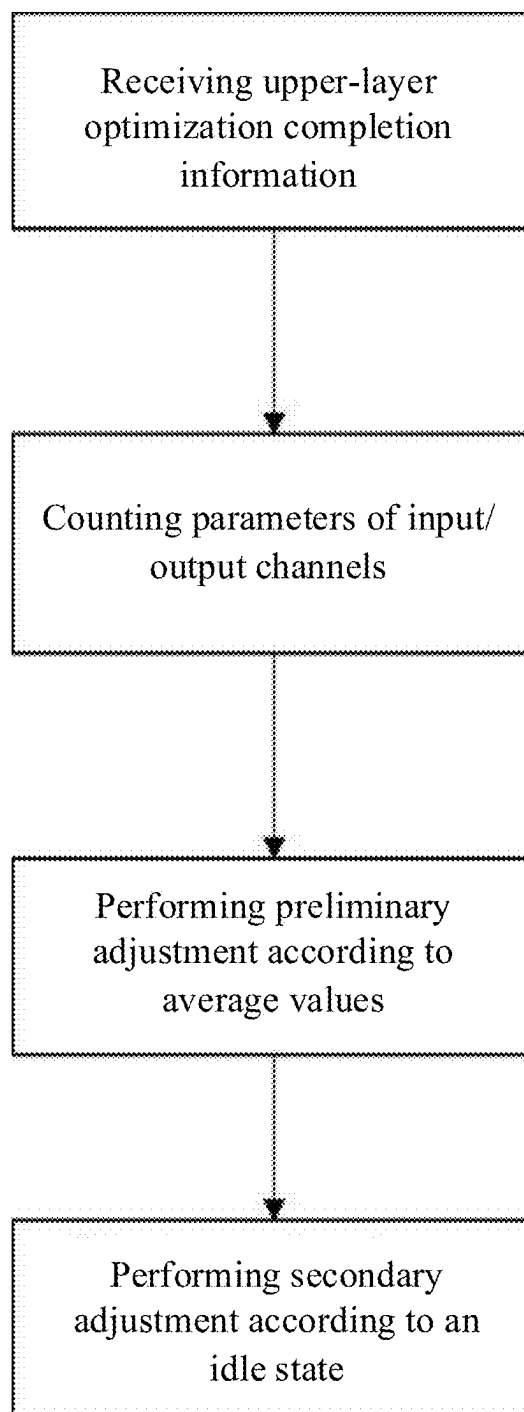 Receiving upper-layer
optimization completion
information
Counting parameters of input/
output channels
Performing preliminary
adjustment according to
average values
Performing secondary
adjustment according to an
idle state